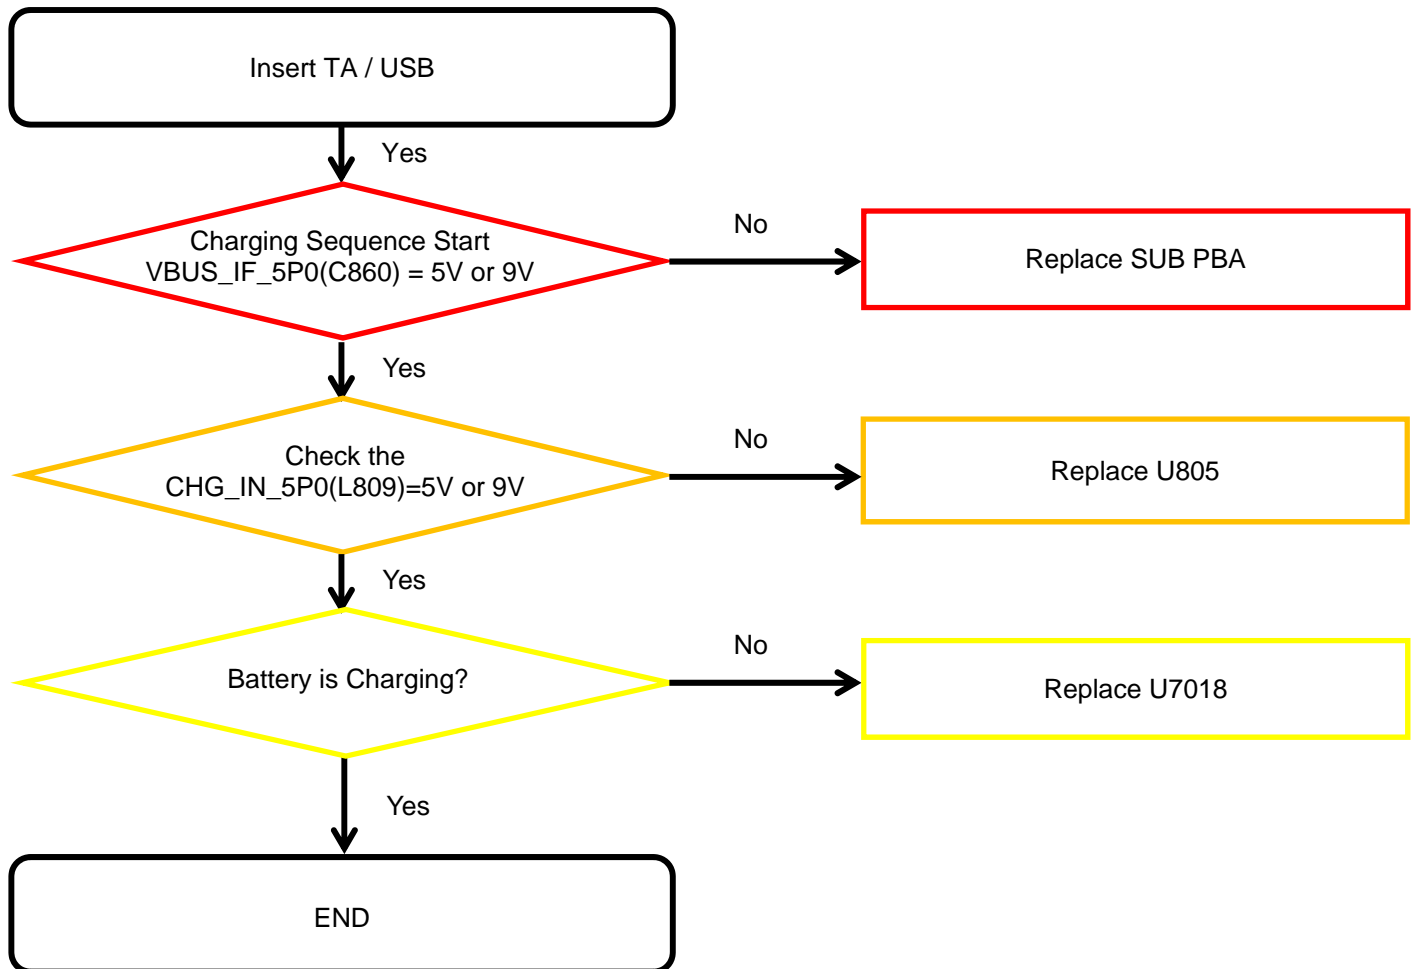 Insert TA / USB
Yes
Charging Sequence Start
VBUS_IF_5P0(C860) = 5V or 9V
No
Replace SUB PBA
Yes
Check the
CHG_IN_5P0(L809)=5V or 9V
No
Replace U805
Yes
Battery is Charging?
No
Replace U7018
Yes
END